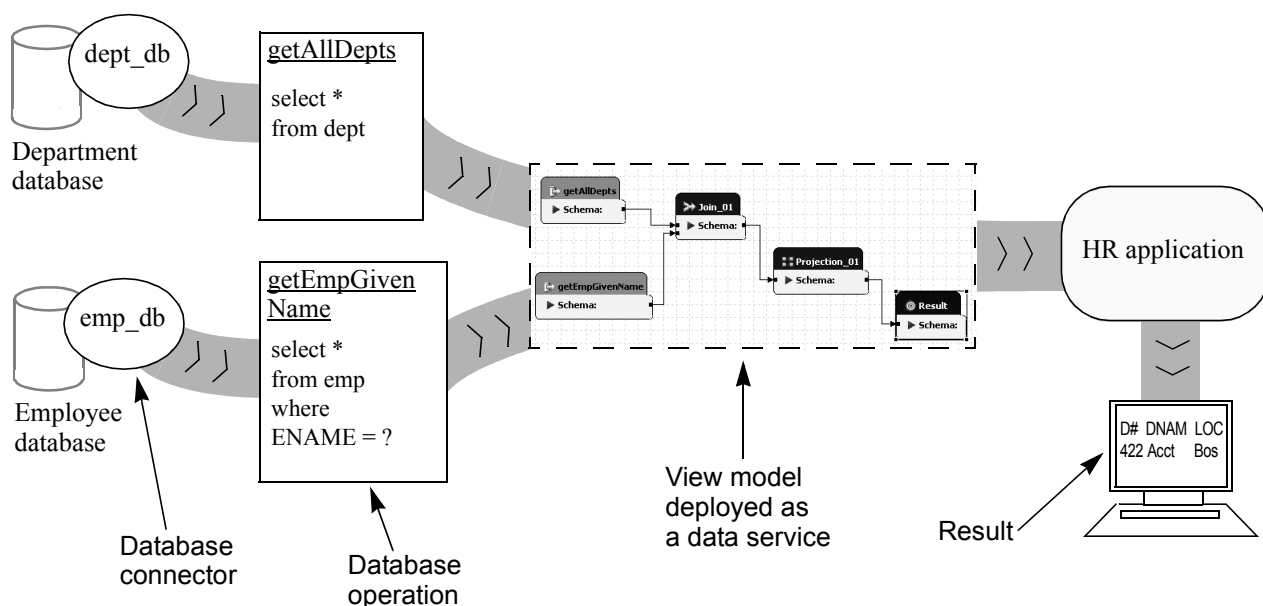 dept_db
Department
database
getAllDepts
select *
from dept
emp_db
Employee
database
getEmpGiven
Name
select *
from emp
where
ENAME = ?
getAllDepts
Schema:
Join_01
Schema:
getEmpGivenName
Schema:
Projection_01
Schema:
Result
Schema:
HR application
D# DNAM LOC
422 Acct Bos
Database
connector
Database
operation
View model
deployed as
a data service
Result